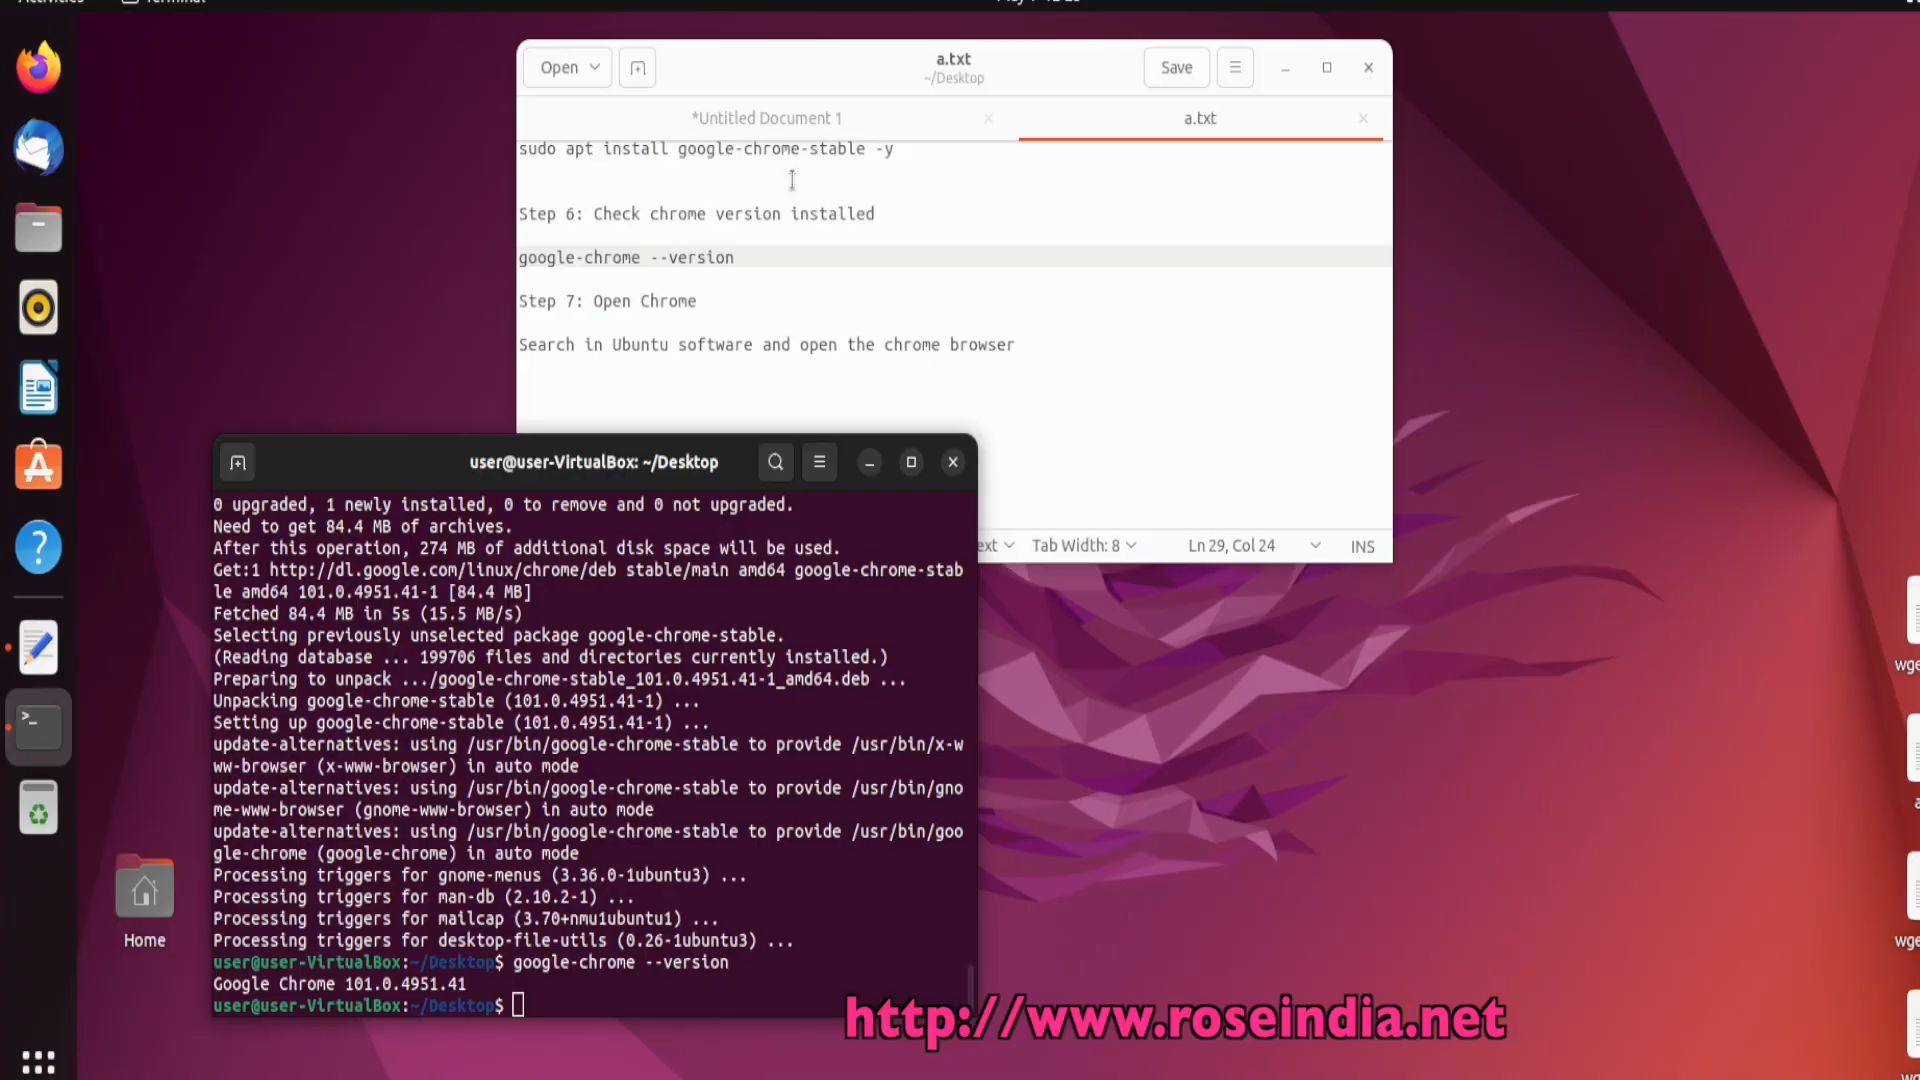 Open
a.txt
~/Desktop
Save
*Untitled Document 1
a.txt
sudo apt install google-chrome-stable -y
Step 6: Check chrome version installed
google-chrome --version
Step 7: Open Chrome
Search in Ubuntu software and open the chrome browser
Tab Width: 8
Ln 29, Col 24
INS
user@user-VirtualBox: ~/Desktop
0 upgraded, 1 newly installed, 0 to remove and 0 not upgraded.
Need to get 84.4 MB of archives.
After this operation, 274 MB of additional disk space will be used.
Get:1 http://dl.google.com/linux/chrome/deb stable/main amd64 google-chrome-stab
le amd64 101.0.4951.41-1 [84.4 MB]
Fetched 84.4 MB in 5s (15.5 MB/s)
Selecting previously unselected package google-chrome-stable.
(Reading database ... 199706 files and directories currently installed.)
Preparing to unpack .../google-chrome-stable_101.0.4951.41-1_amd64.deb ...
Unpacking google-chrome-stable (101.0.4951.41-1) ...
Setting up google-chrome-stable (101.0.4951.41-1) ...
update-alternatives: using /usr/bin/google-chrome-stable to provide /usr/bin/x-w
ww-browser (x-www-browser) in auto mode
update-alternatives: using /usr/bin/google-chrome-stable to provide /usr/bin/gno
me-www-browser (gnome-www-browser) in auto mode
update-alternatives: using /usr/bin/google-chrome-stable to provide /usr/bin/goo
gle-chrome (google-chrome) in auto mode
Processing triggers for gnome-menus (3.36.0-1ubuntu3) ...
Processing triggers for man-db (2.10.2-1) ...
Processing triggers for mailcap (3.70+nmu1ubuntu1) ...
Processing triggers for desktop-file-utils (0.26-1ubuntu3) ...
user@user-VirtualBox:~/Desktop$ google-chrome --version
Google Chrome 101.0.4951.41
user@user-VirtualBox:~/Desktop$
Home
http://www.roseindia.net